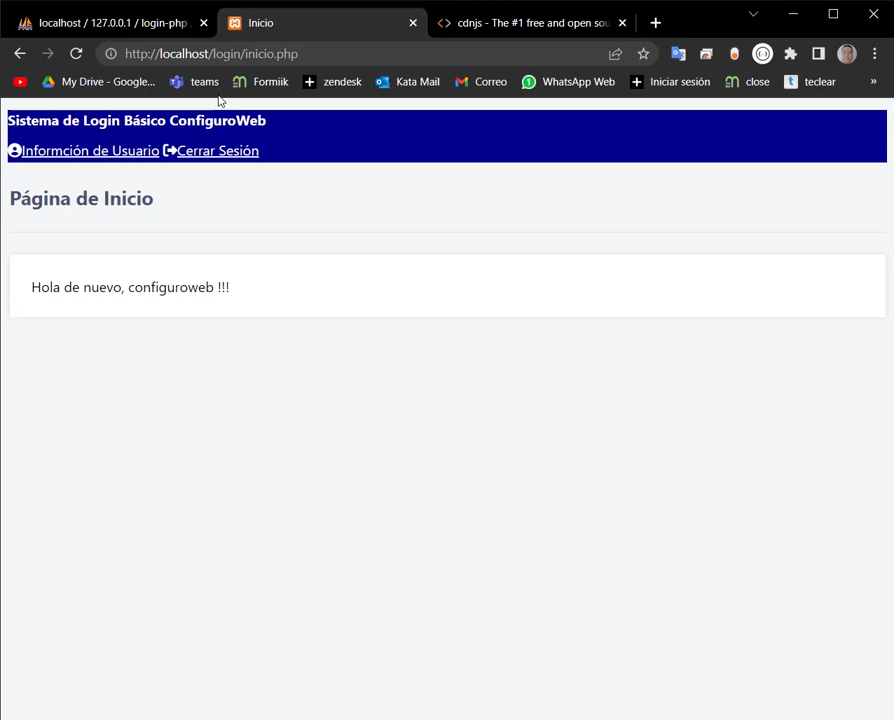 localhost / 127.0.0.1 / login-php
Inicio
cdnjs - The #1 free and open sou
http://localhost/login/inicio.php
My Drive - Google...
teams
Formiik
zendesk
Kata Mail
Correo
WhatsApp Web
Iniciar sesión
close
teclear
»
Sistema de Login Básico ConfiguroWeb
Informción de Usuario Cerrar Sesión
Página de Inicio
Hola de nuevo, configuroweb !!!